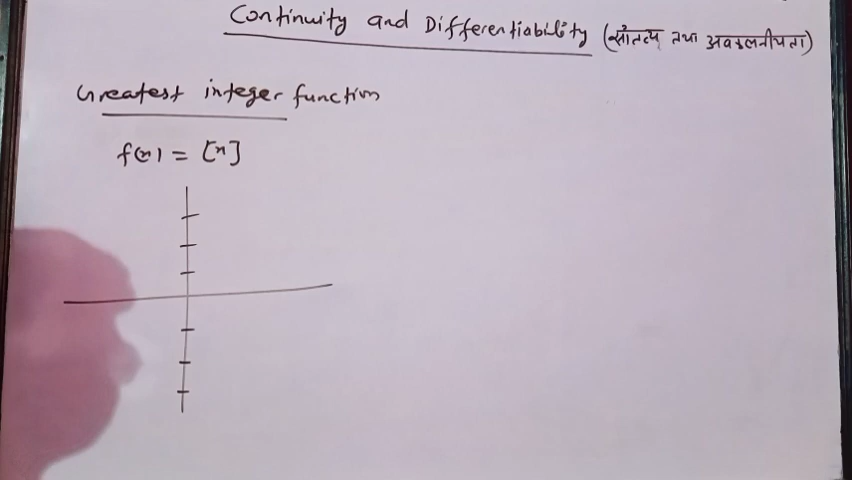 Continuity and Differentiability (सांतत्य तथा अवकलनीयता)
Greatest integer function
f(x) = [x]